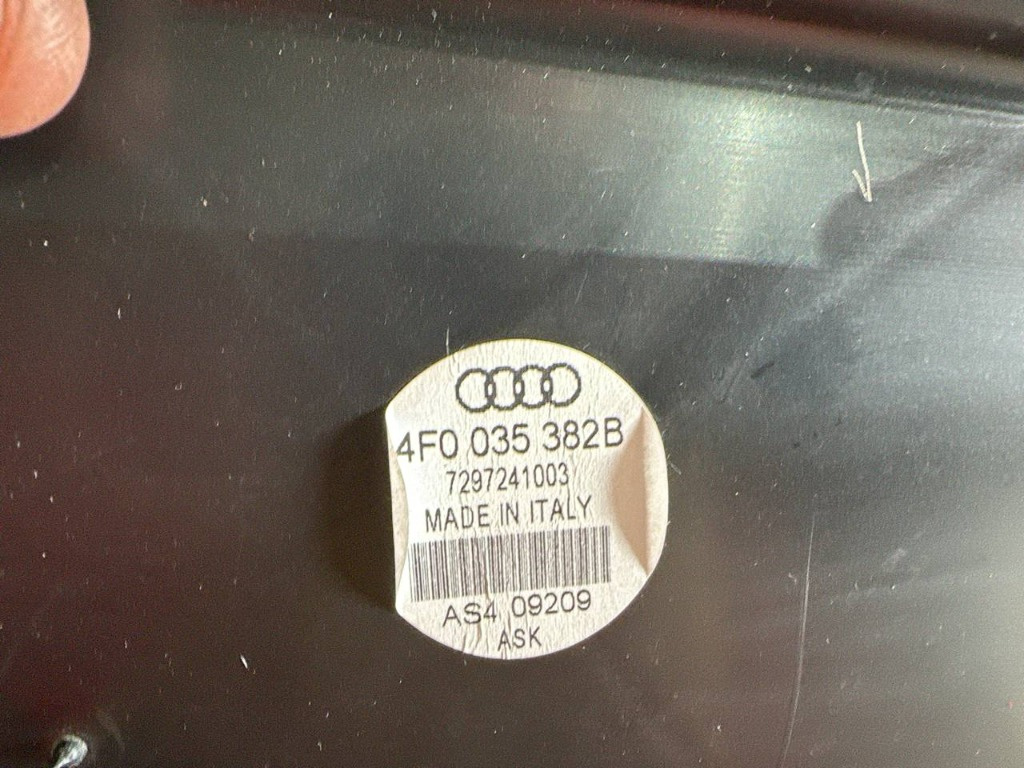 4F0 035 382B
7297241003
MADE IN ITALY
AS4 09209
ASK